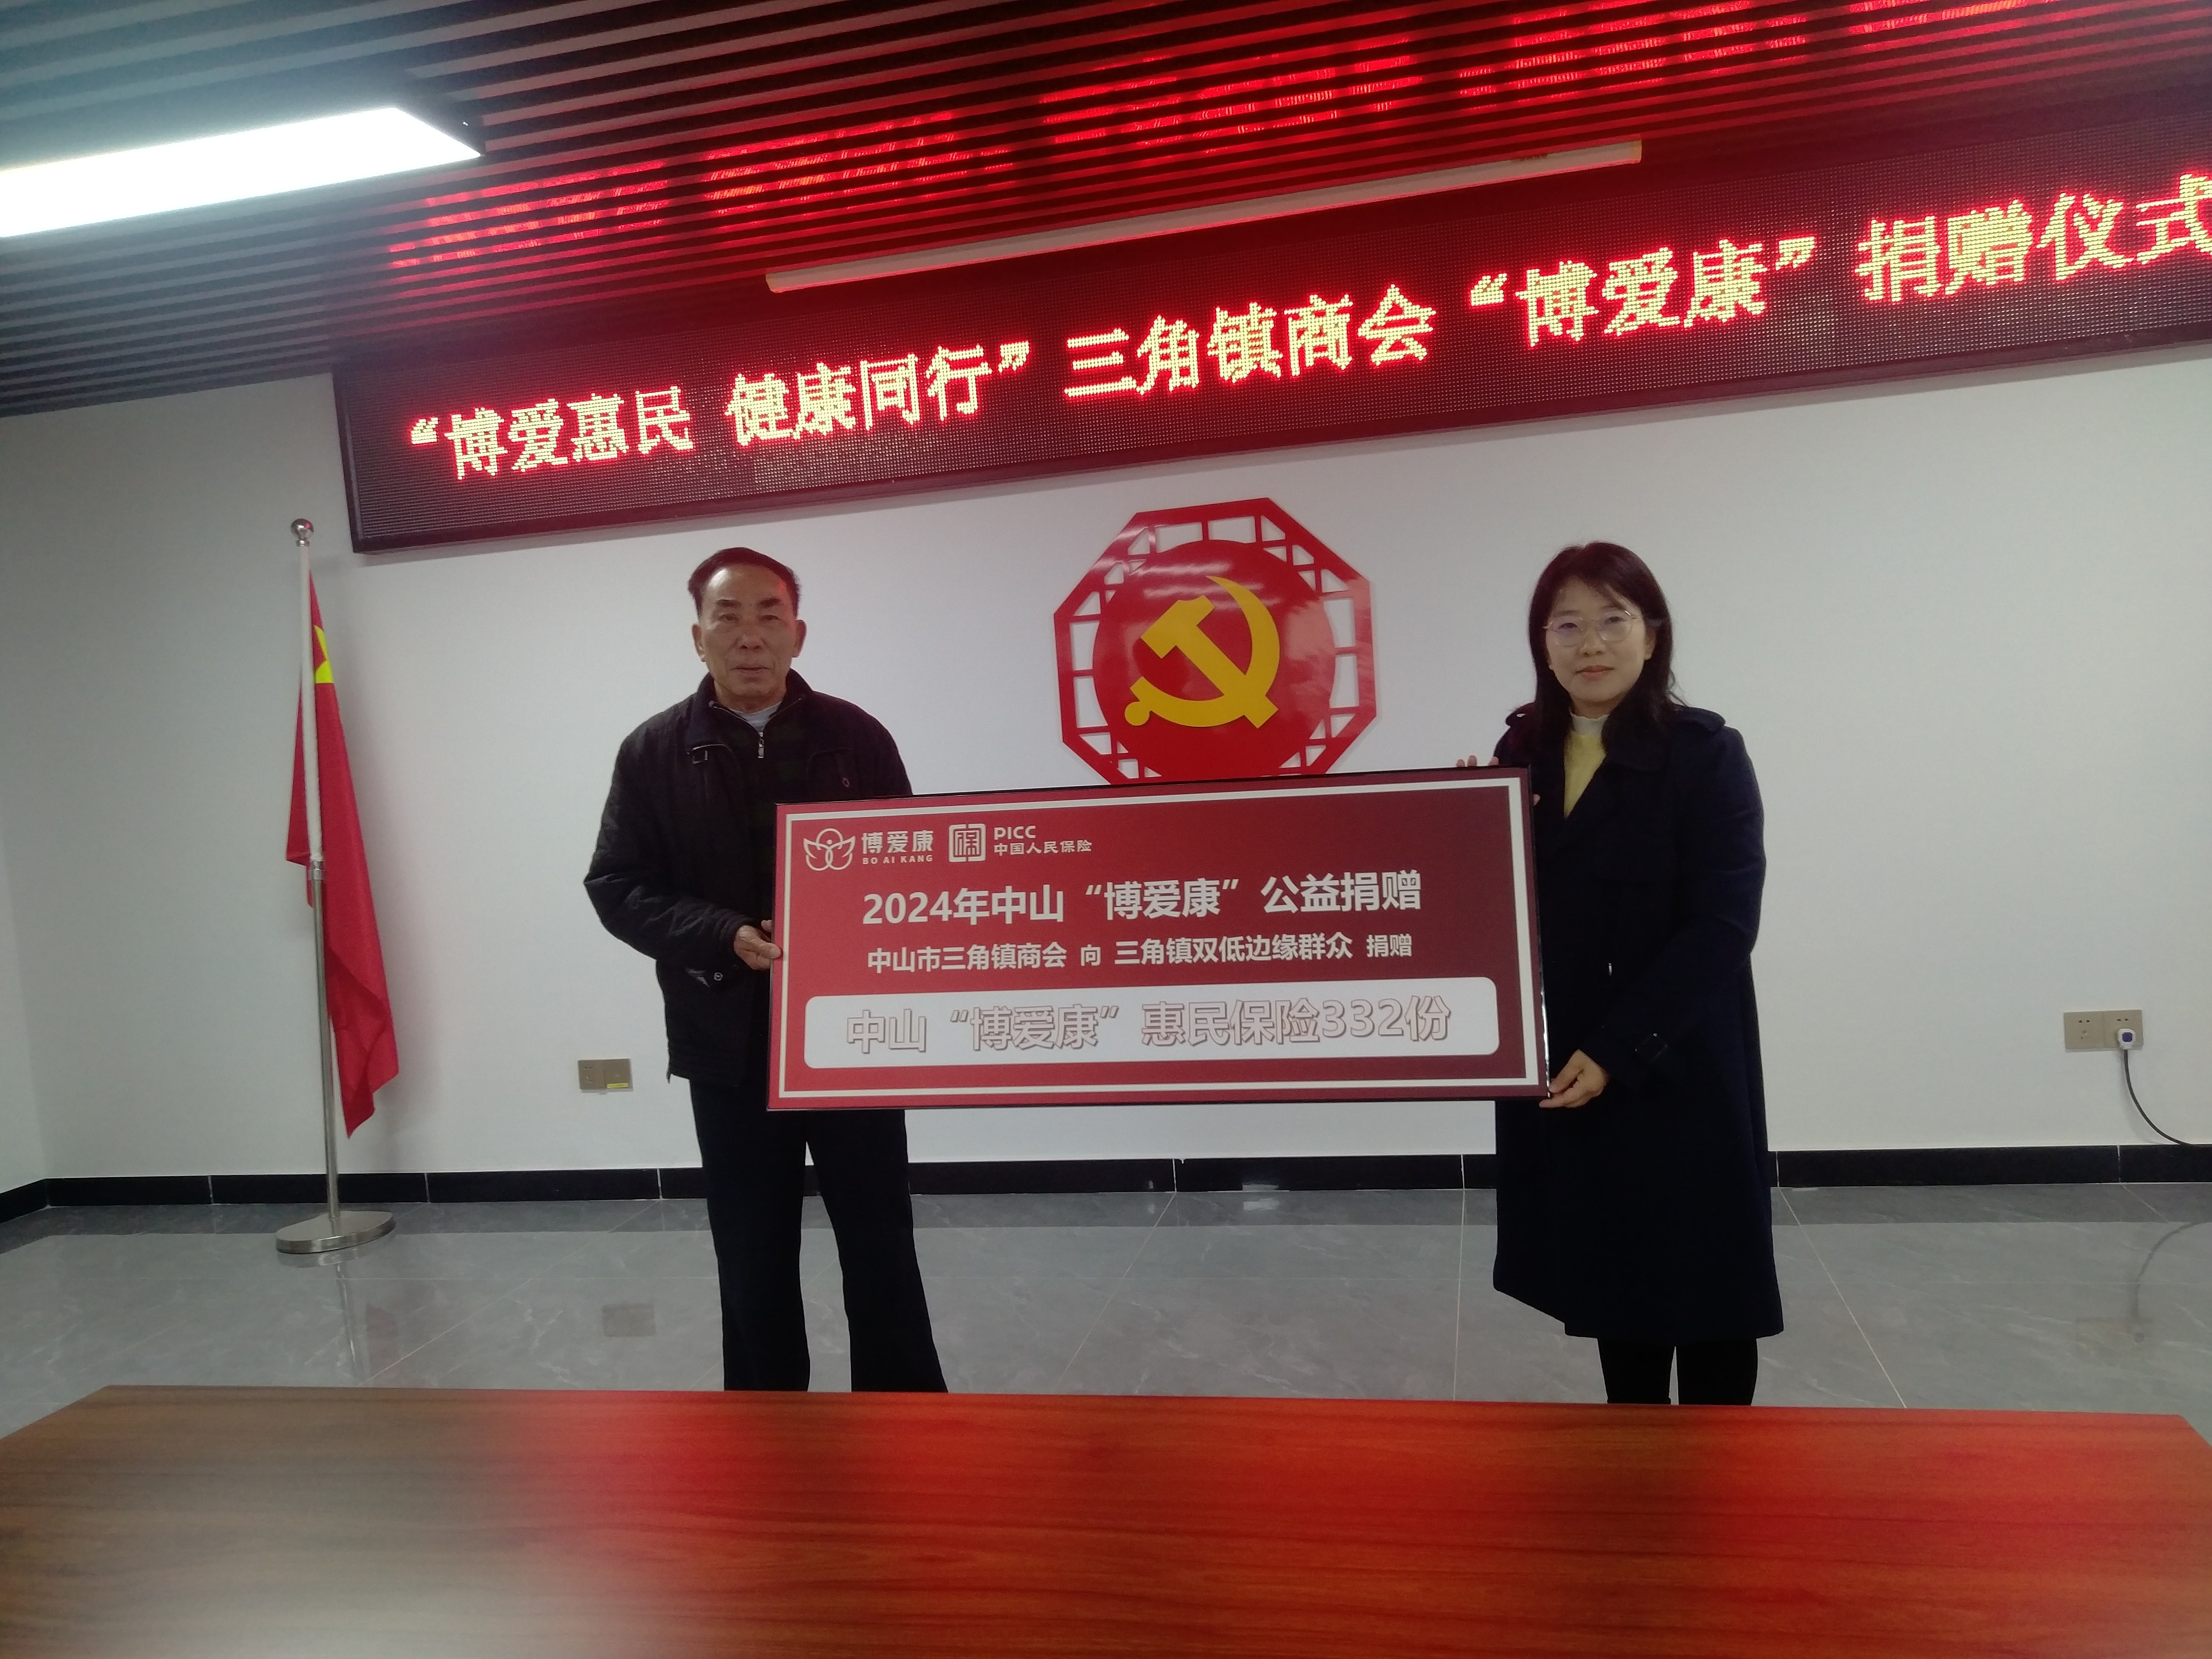 “博爱惠民 健康同行”三角镇商会“博爱康”捐赠仪式
博爱康
BO AI KANG
PICC
中国人民保险
2024年中山“博爱康”公益捐赠
中山市三角镇商会 向 三角镇双低边缘群众 捐赠
中山“博爱康”惠民保险332份